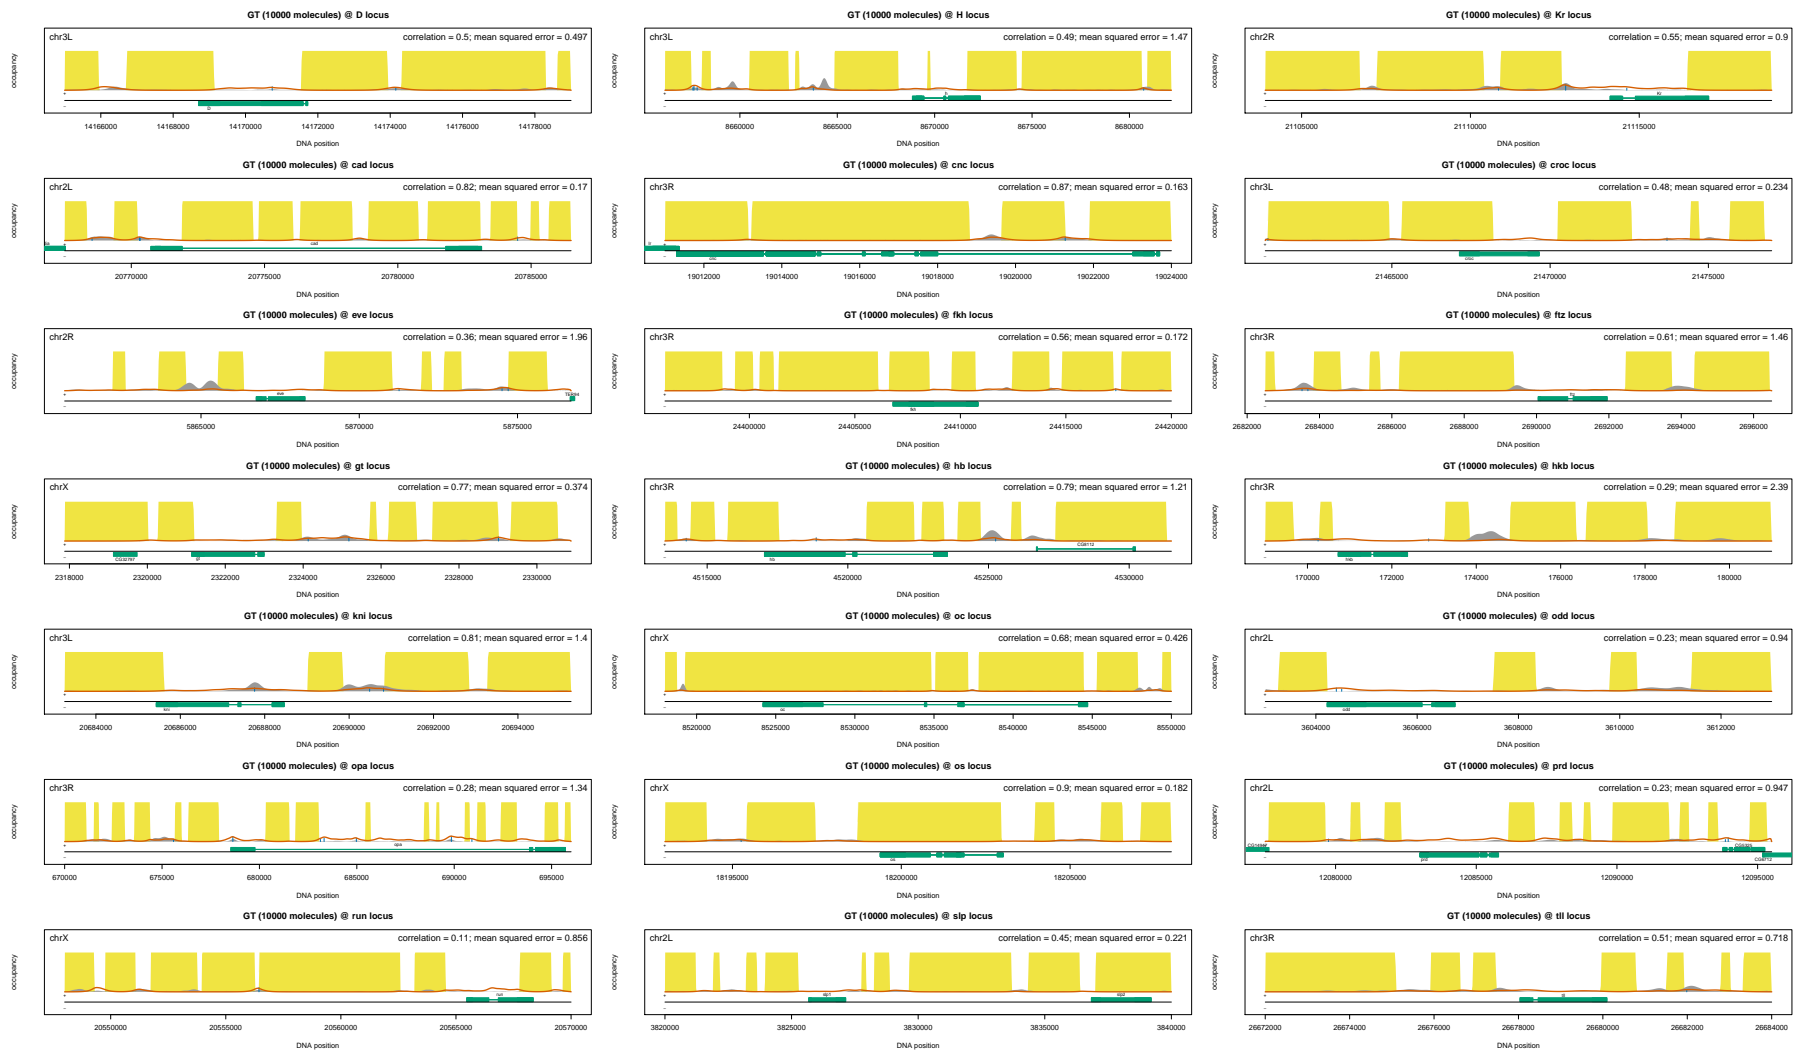 GT (10000 molecules) @ D locus
chr3L
correlation = 0.5; mean squared error = 0.497
occupancy
D
14166000 14168000 14170000 14172000 14174000 14176000 14178000
DNA position
GT (10000 molecules) @ H locus
chr3L
correlation = 0.49; mean squared error = 1.47
occupancy
h
8660000 8665000 8670000 8675000 8680000
DNA position
GT (10000 molecules) @ Kr locus
chr2R
correlation = 0.55; mean squared error = 0.9
occupancy
Kr
21105000 21110000 21115000
DNA position
GT (10000 molecules) @ cad locus
chr2L
correlation = 0.82; mean squared error = 0.17
occupancy
cad
20770000 20775000 20780000 20785000
DNA position
GT (10000 molecules) @ cnc locus
chr3R
correlation = 0.87; mean squared error = 0.163
occupancy
cnc
19012000 19014000 19016000 19018000 19020000 19022000 19024000
DNA position
GT (10000 molecules) @ croc locus
chr3L
correlation = 0.48; mean squared error = 0.234
occupancy
croc
21465000 21470000 21475000
DNA position
GT (10000 molecules) @ eve locus
chr2R
correlation = 0.36; mean squared error = 1.96
occupancy
eve
TER94
5865000 5870000 5875000
DNA position
GT (10000 molecules) @ fkh locus
chr3R
correlation = 0.56; mean squared error = 0.172
occupancy
fkh
24400000 24405000 24410000 24415000 24420000
DNA position
GT (10000 molecules) @ ftz locus
chr3R
correlation = 0.61; mean squared error = 1.46
occupancy
ftz
2682000 2684000 2686000 2688000 2690000 2692000 2694000 2696000
DNA position
GT (10000 molecules) @ gt locus
chrX
correlation = 0.77; mean squared error = 0.374
occupancy
CG32797
gt
2318000 2320000 2322000 2324000 2326000 2328000 2330000
DNA position
GT (10000 molecules) @ hb locus
chr3R
correlation = 0.79; mean squared error = 1.21
occupancy
CG8112
hb
4515000 4520000 4525000 4530000
DNA position
GT (10000 molecules) @ hkb locus
chr3R
correlation = 0.29; mean squared error = 2.39
occupancy
hkb
170000 172000 174000 176000 178000 180000
DNA position
GT (10000 molecules) @ kni locus
chr3L
correlation = 0.81; mean squared error = 1.4
occupancy
kni
20684000 20686000 20688000 20690000 20692000 20694000
DNA position
GT (10000 molecules) @ oc locus
chrX
correlation = 0.68; mean squared error = 0.426
occupancy
oc
8520000 8525000 8530000 8535000 8540000 8545000 8550000
DNA position
GT (10000 molecules) @ odd locus
chr2L
correlation = 0.23; mean squared error = 0.94
occupancy
odd
3604000 3606000 3608000 3610000 3612000
DNA position
GT (10000 molecules) @ opa locus
chr3R
correlation = 0.28; mean squared error = 1.34
occupancy
opa
670000 675000 680000 685000 690000 695000
DNA position
GT (10000 molecules) @ os locus
chrX
correlation = 0.9; mean squared error = 0.182
occupancy
os
18195000 18200000 18205000
DNA position
GT (10000 molecules) @ prd locus
chr2L
correlation = 0.23; mean squared error = 0.947
occupancy
prd
12080000 12085000 12090000 12095000
DNA position
GT (10000 molecules) @ run locus
chrX
correlation = 0.11; mean squared error = 0.856
occupancy
run
20550000 20555000 20560000 20565000 20570000
DNA position
GT (10000 molecules) @ slp locus
chr2L
correlation = 0.45; mean squared error = 0.221
occupancy
slp1
slp2
3820000 3825000 3830000 3835000 3840000
DNA position
GT (10000 molecules) @ tll locus
chr3R
correlation = 0.51; mean squared error = 0.718
occupancy
tll
26672000 26674000 26676000 26678000 26680000 26682000 26684000
DNA position